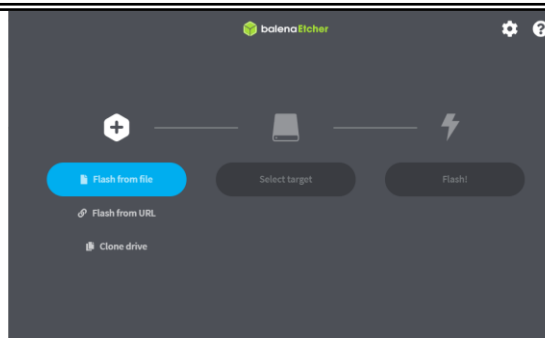 balenaEtcher
Flash from file
Select target
Flash!
Flash from URL
Clone drive